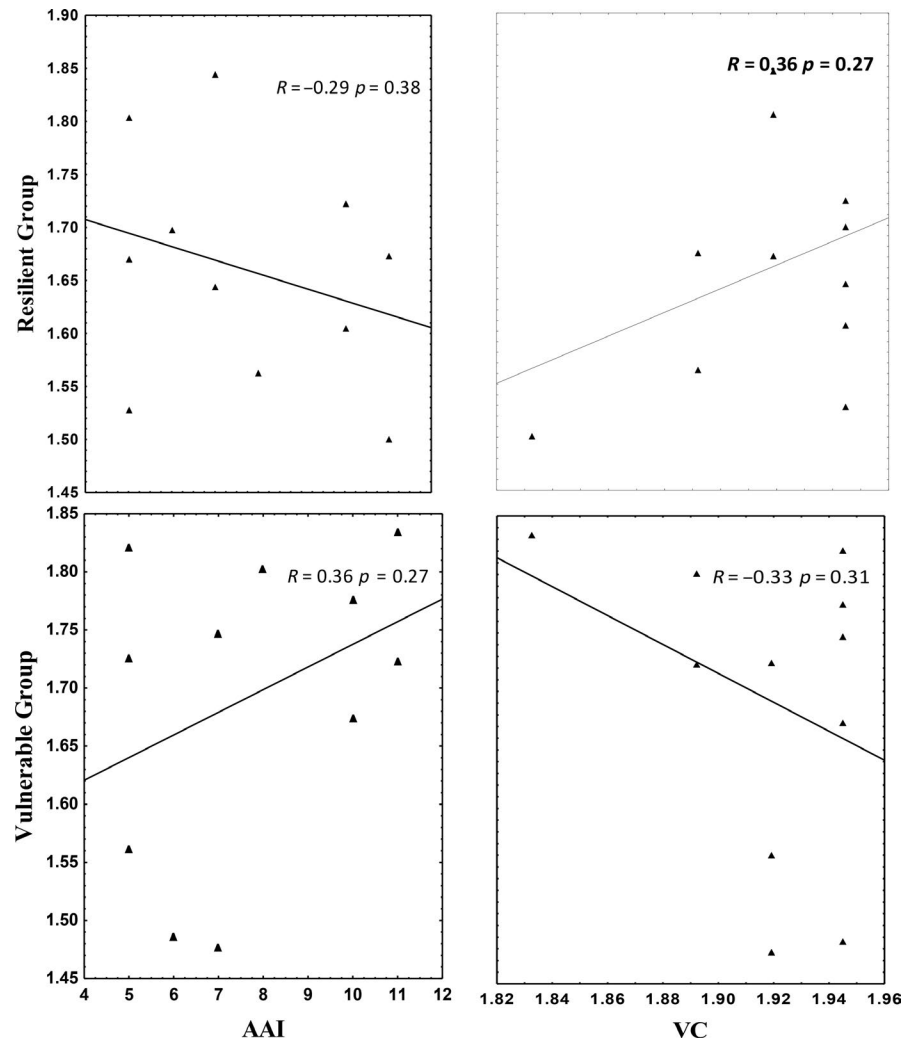 1.90
1.85
1.80
1.75
1.70
1.65
1.60
1.55
1.50
1.45
Resilient Group
R = −0.29 p = 0.38
R = 0.36 p = 0.27
1.85
1.80
1.75
1.70
1.65
1.60
1.55
1.50
1.45
Vulnerable Group
R = 0.36 p = 0.27
R = −0.33 p = 0.31
4 5 6 7 8 9 10 11 12
1.82 1.84 1.86 1.88 1.90 1.92 1.94 1.96
AAI
VC